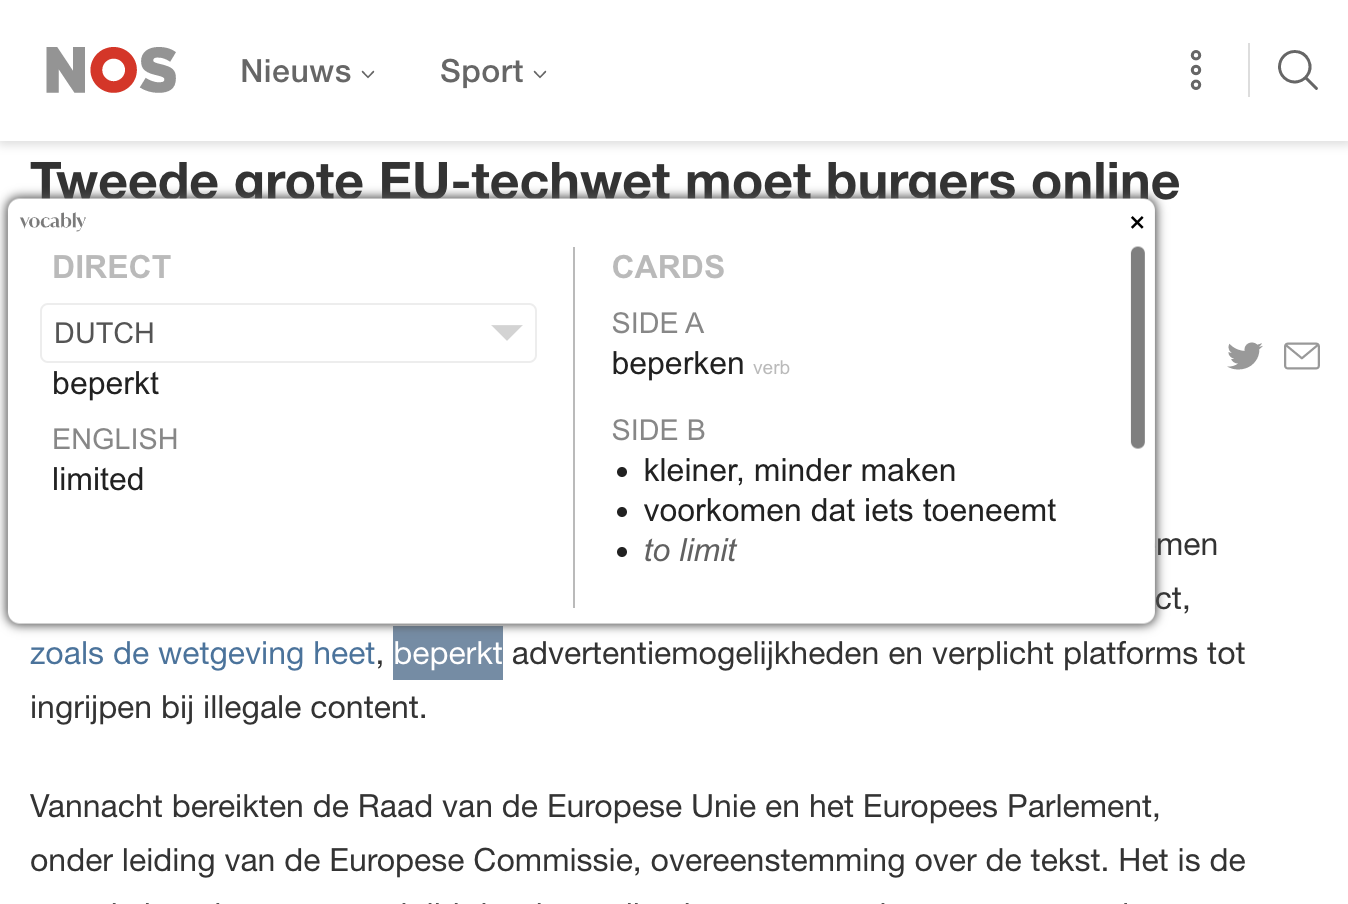 NOS Nieuws Sport
Tweede grote EU-techwet moet burgers online
vocably
DIRECT
DUTCH
beperkt
ENGLISH
limited
CARDS
SIDE A
beperken verb
SIDE B
• kleiner, minder maken
• voorkomen dat iets toeneemt
• to limit
men
ct,
zoals de wetgeving heet, beperkt advertentiemogelijkheden en verplicht platforms tot
ingrijpen bij illegale content.
Vannacht bereikten de Raad van de Europese Unie en het Europees Parlement,
onder leiding van de Europese Commissie, overeenstemming over de tekst. Het is de